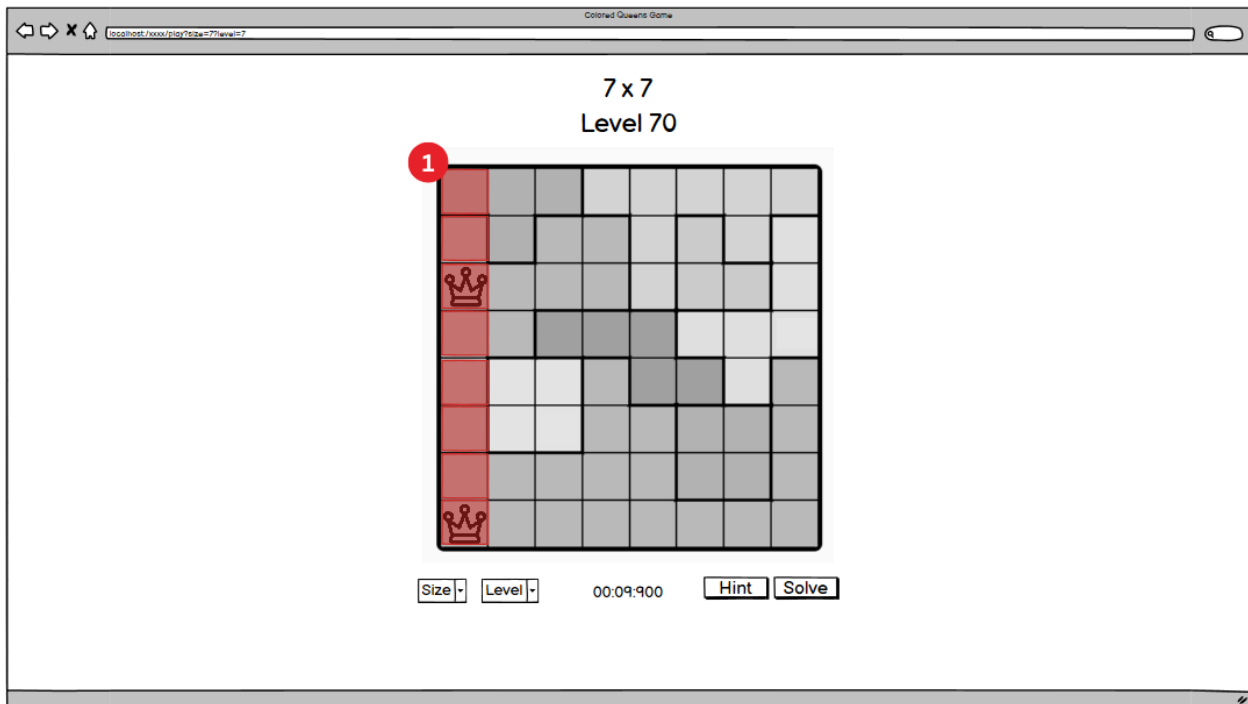 Colored Queens Game
localhost:/xxxx/play?size=7?level=7
7 x 7
Level 70
1
Size
Level
00:09:900
Hint
Solve